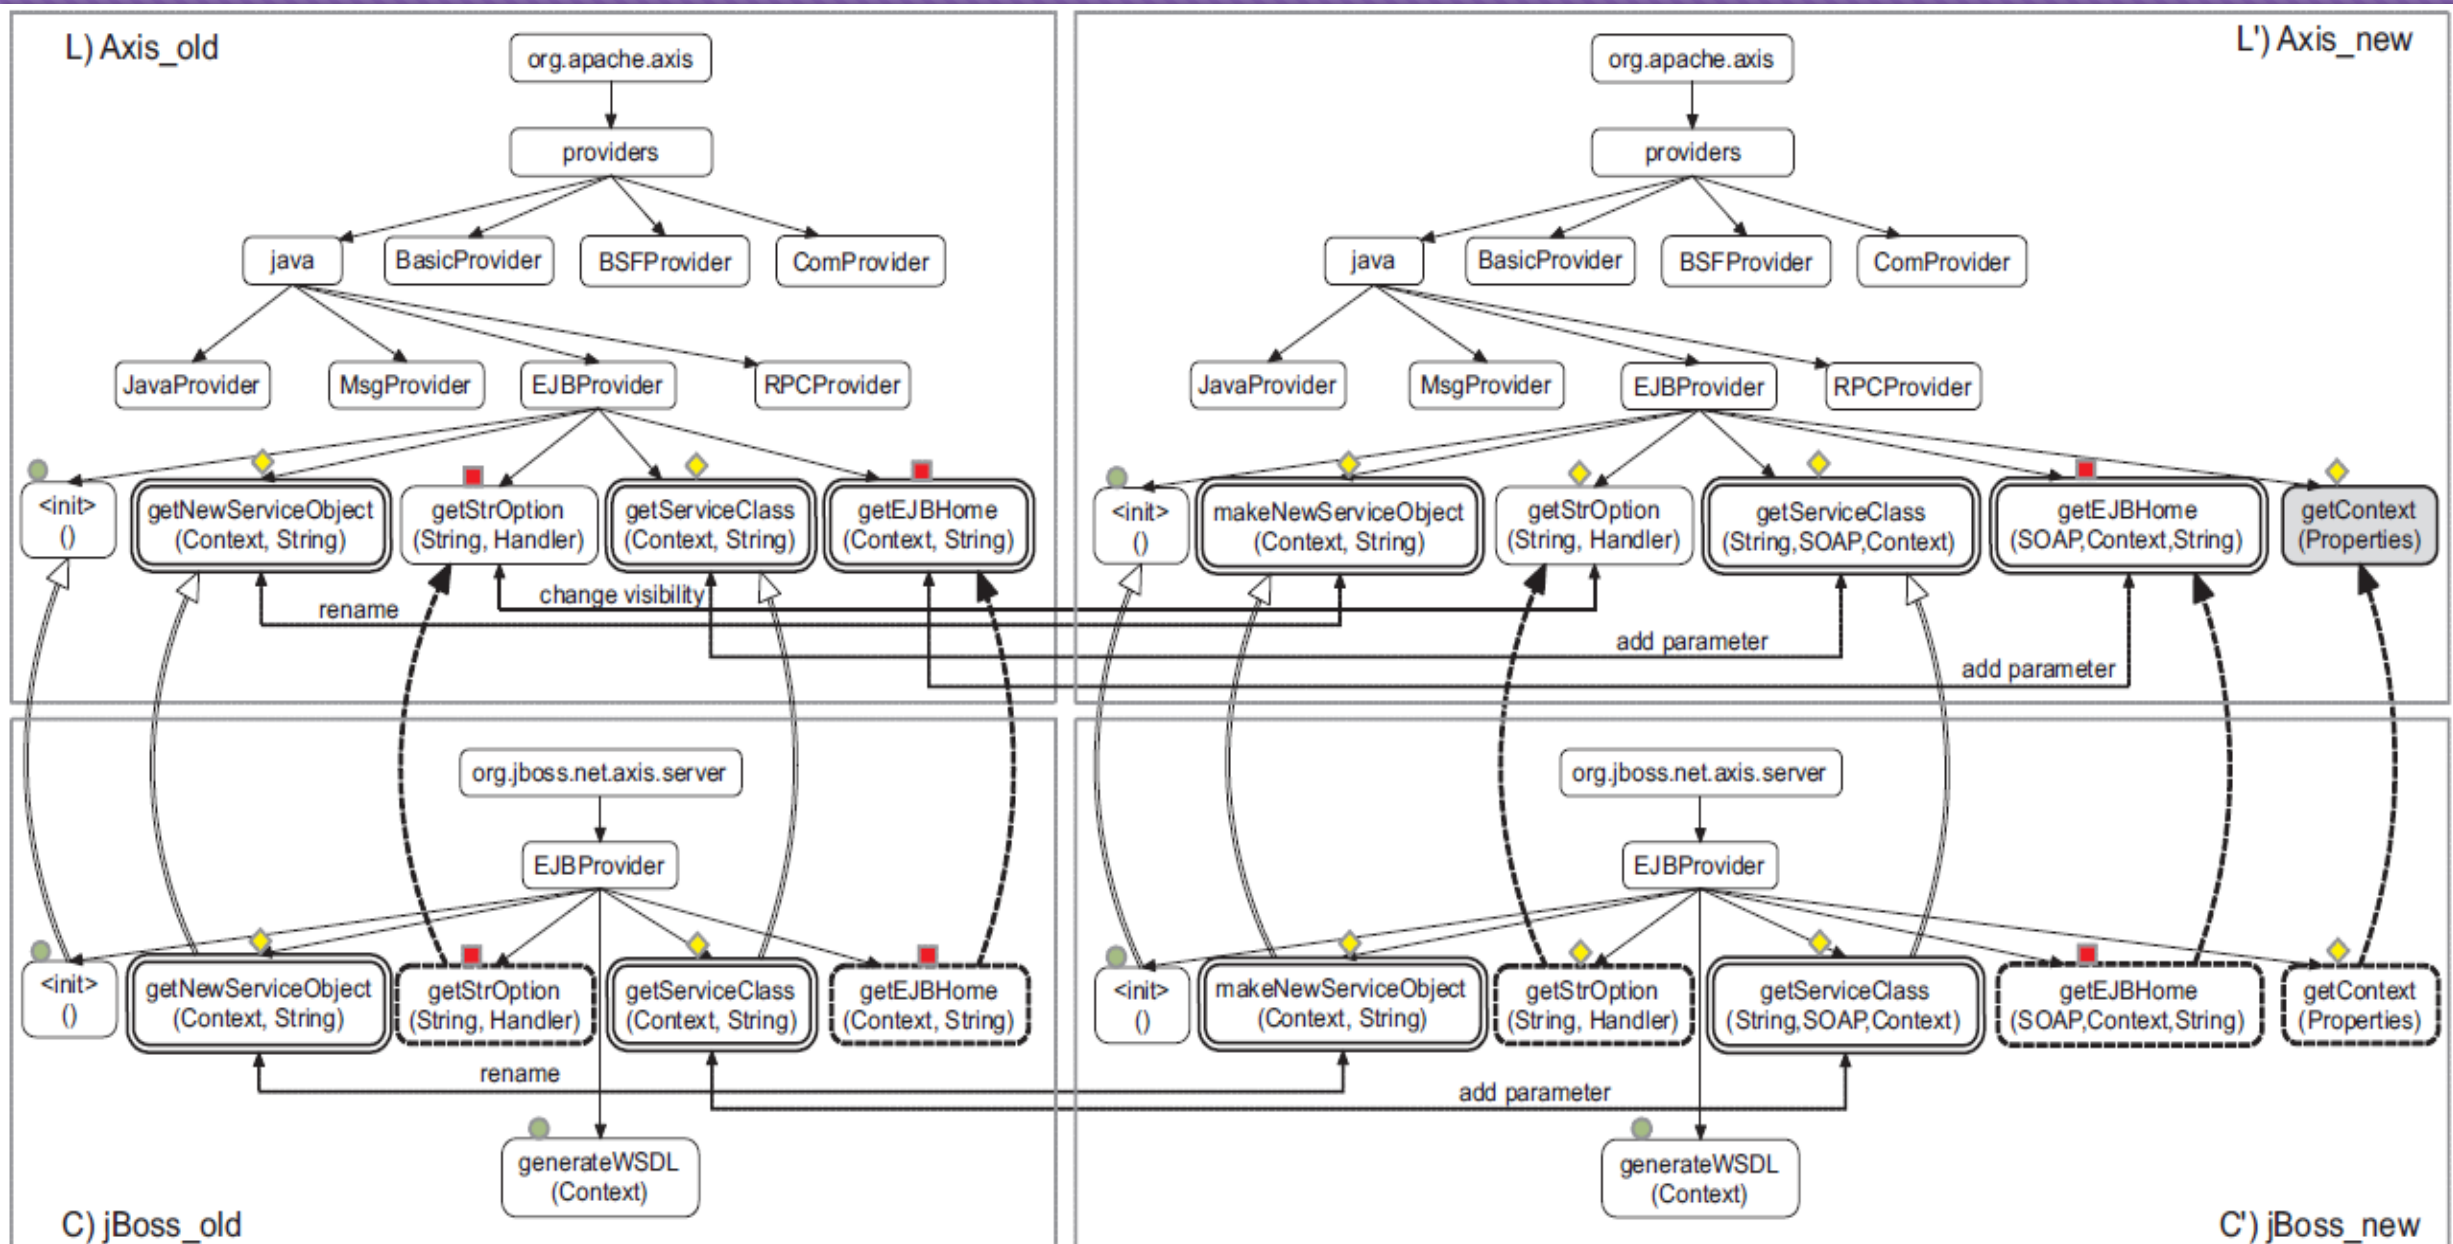 L) Axis_old
org.apache.axis
providers
java
BasicProvider
BSFProvider
ComProvider
JavaProvider
MsgProvider
EJBProvider
RPCProvider
<init>
()
getNewServiceObject
(Context, String)
getStrOption
(String, Handler)
getServiceClass
(Context, String)
getEJBHome
(Context, String)
L') Axis_new
org.apache.axis
providers
java
BasicProvider
BSFProvider
ComProvider
JavaProvider
MsgProvider
EJBProvider
RPCProvider
<init>
()
makeNewServiceObject
(Context, String)
getStrOption
(String, Handler)
getServiceClass
(String,SOAP,Context)
getEJBHome
(SOAP,Context,String)
getContext
(Properties)
change visibility
rename
add parameter
add parameter
org.jboss.net.axis.server
EJBProvider
<init>
()
getNewServiceObject
(Context, String)
getStrOption
(String, Handler)
getServiceClass
(Context, String)
getEJBHome
(Context, String)
generateWSDL
(Context)
C) jBoss_old
org.jboss.net.axis.server
EJBProvider
<init>
()
makeNewServiceObject
(Context, String)
getStrOption
(String, Handler)
getServiceClass
(String,SOAP,Context)
getEJBHome
(SOAP,Context,String)
getContext
(Properties)
rename
add parameter
generateWSDL
(Context)
C') jBoss_new